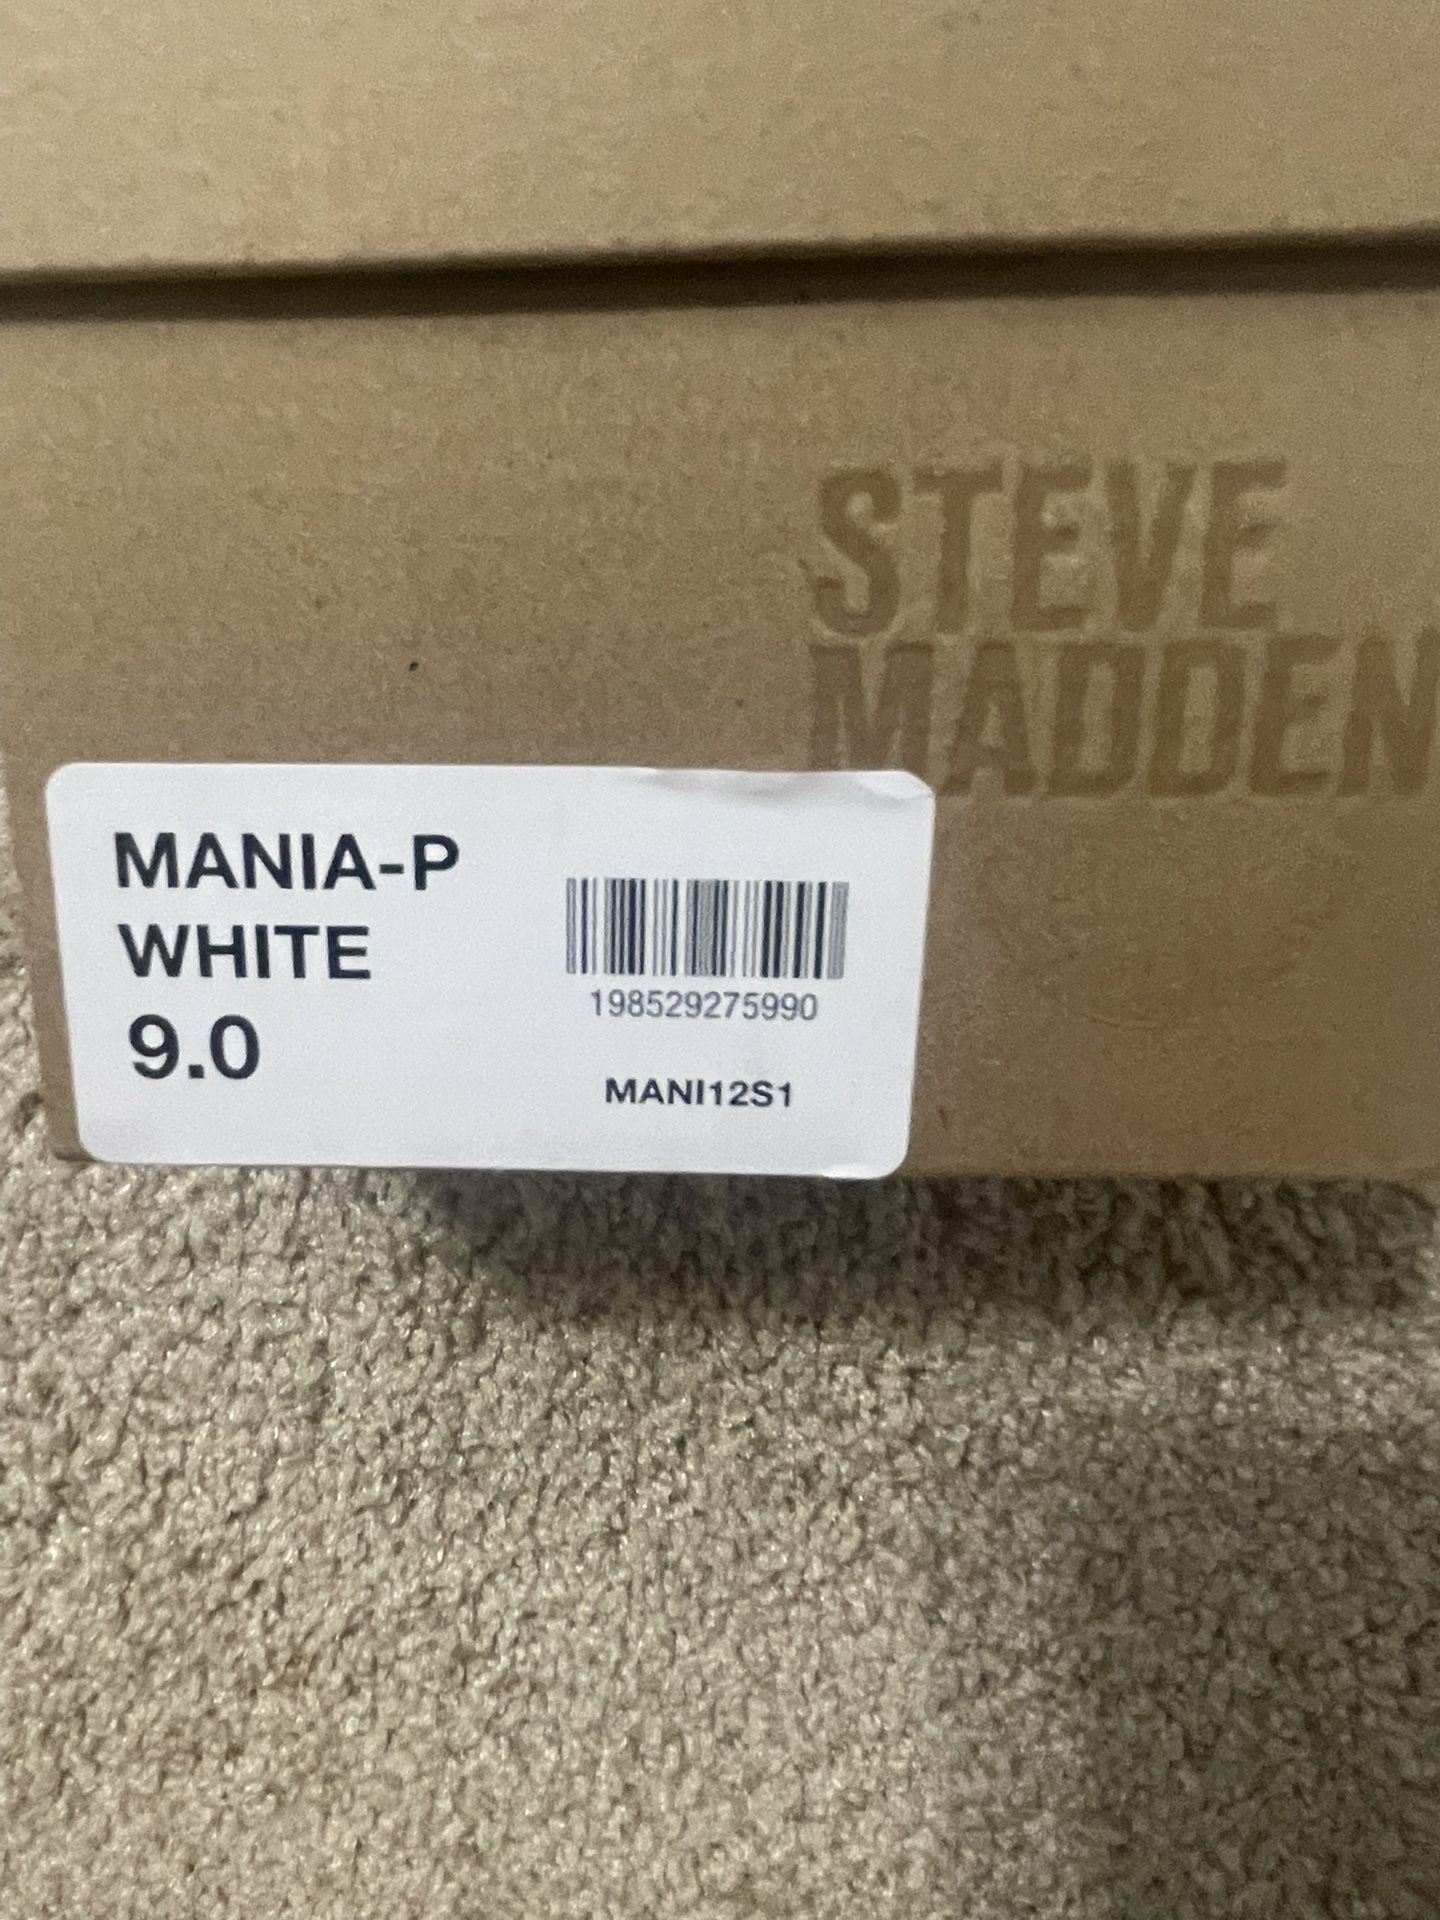 STEVE
MADDEN
MANIA-P
WHITE
9.0
198529275990
MANI12S1